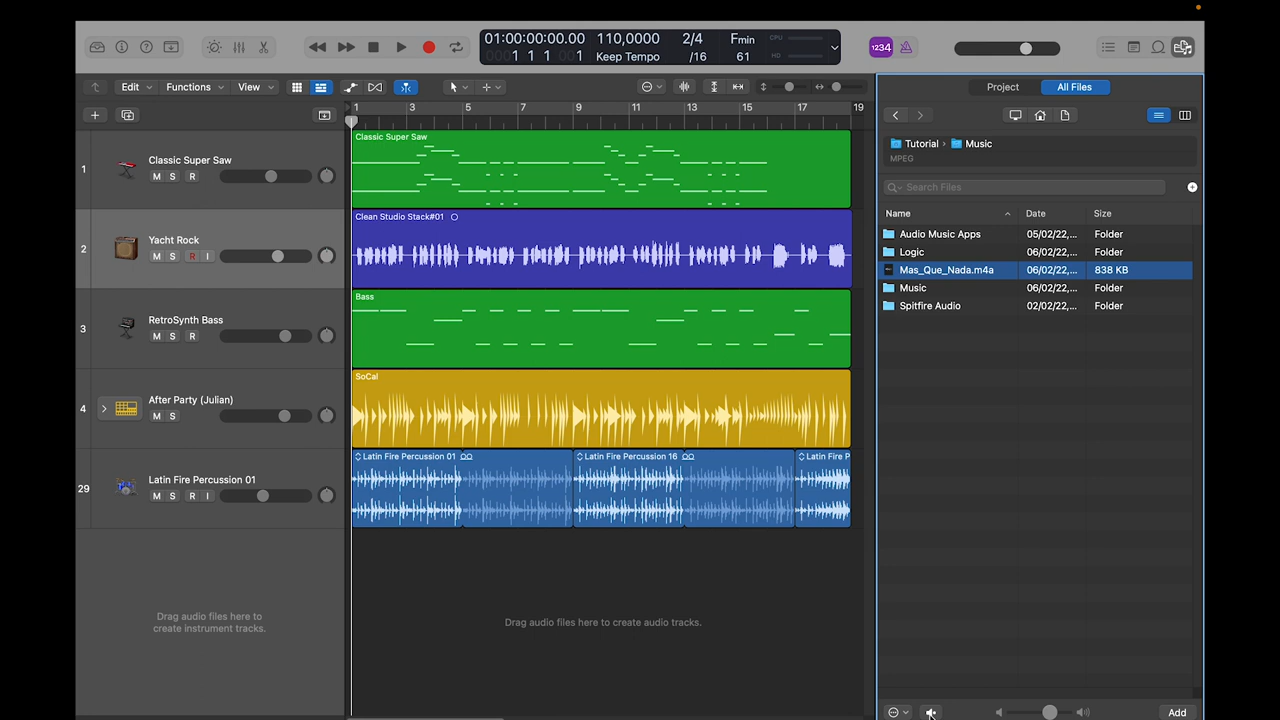 01:00:00:00.00
1 1 1 1
110,0000
Keep Tempo
2/4
/16
Fmin
61
CPU
HD
1234
Edit
Functions
View
1 3 5 7 9 11 13 15 17 19
Project
All Files
Tutorial
Music
MPEG
Search Files
Name
Date
Size
Audio Music Apps 05/02/22,... Folder
Logic 06/02/22,... Folder
Mas_Que_Nada.m4a 06/02/22,... 838 KB
Music 06/02/22,... Folder
Spitfire Audio 02/02/22,... Folder
1
Classic Super Saw
M S R
Classic Super Saw
2
Yacht Rock
M S R I
Clean Studio Stack#01
3
RetroSynth Bass
M S R
Bass
4
After Party (Julian)
M S
SoCal
29
Latin Fire Percussion 01
M S R I
Latin Fire Percussion 01
Latin Fire Percussion 16
Latin Fire P
Drag audio files here to
create instrument tracks.
Drag audio files here to create audio tracks.
Add